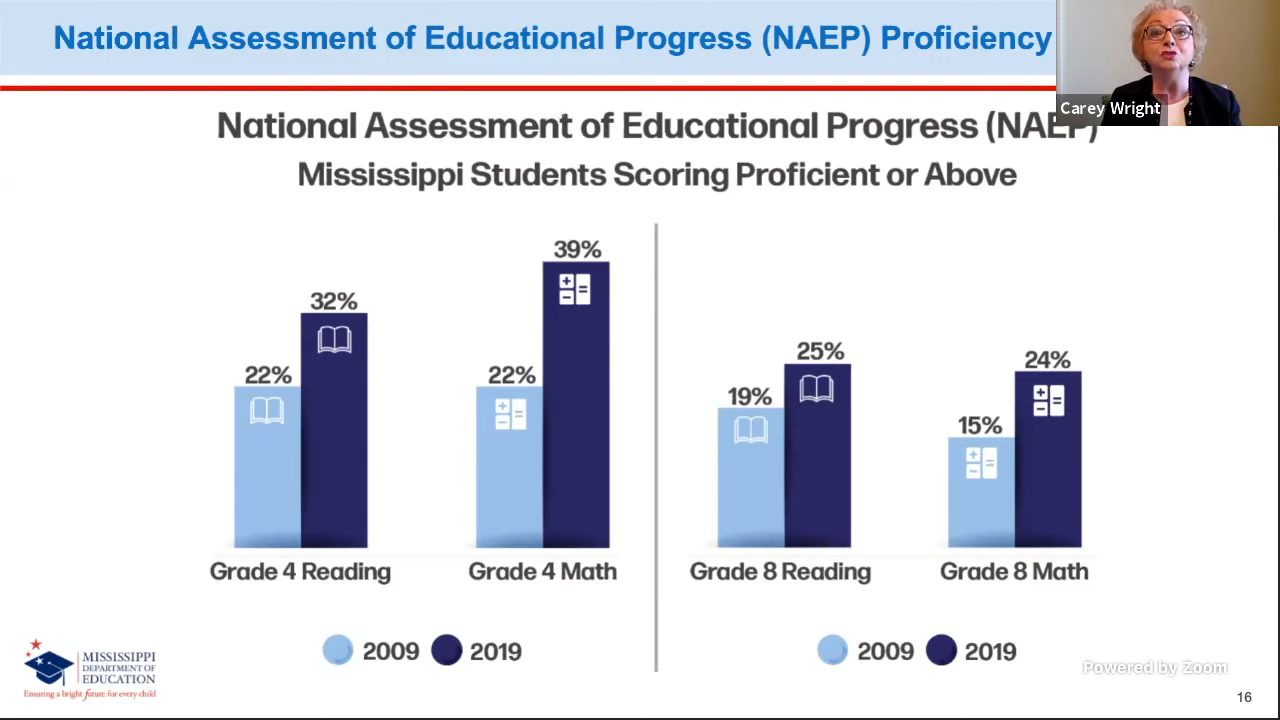 National Assessment of Educational Progress (NAEP) Proficiency
Carey Wright
National Assessment of Educational Progress (NAEP)
Mississippi Students Scoring Proficient or Above
22%
32%
22%
39%
19%
25%
15%
24%
Grade 4 Reading
Grade 4 Math
Grade 8 Reading
Grade 8 Math
2009
2019
2009
2019
MISSISSIPPI
DEPARTMENT OF
EDUCATION
Ensuring a bright future for every child
Powered by Zoom
16